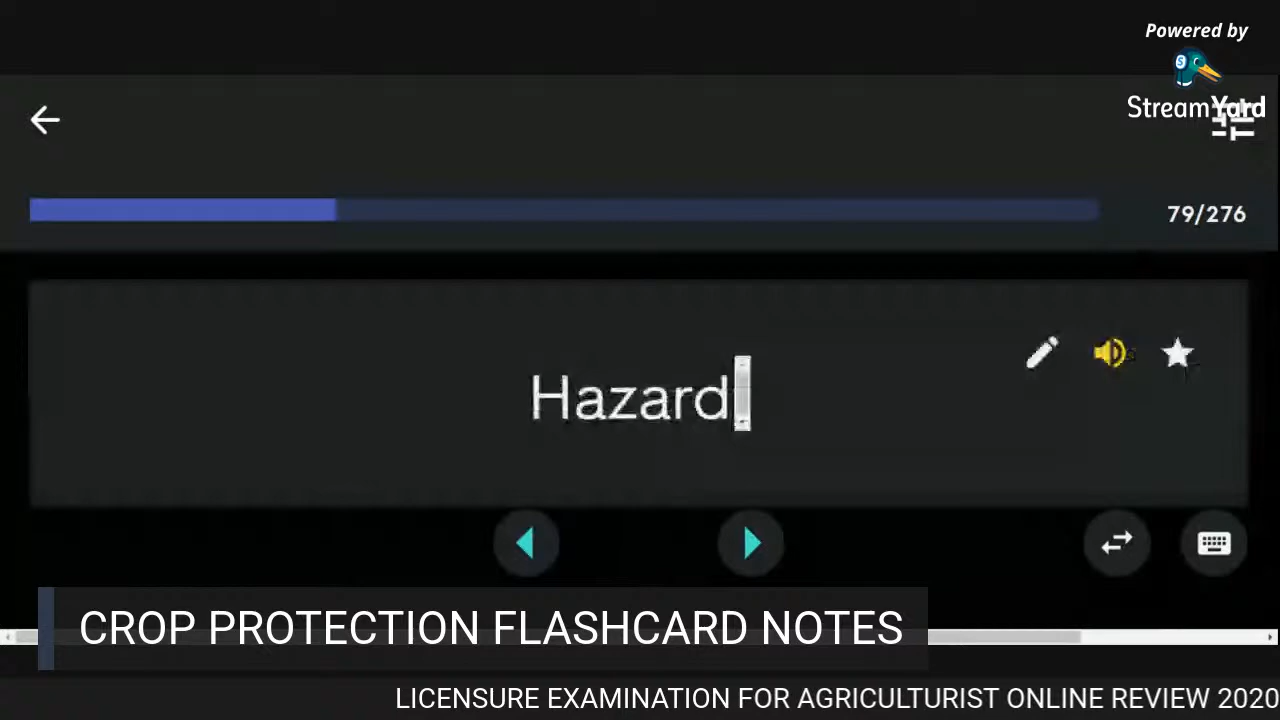 Powered by
StreamYard
79/276
Hazard
CROP PROTECTION FLASHCARD NOTES
LICENSURE EXAMINATION FOR AGRICULTURIST ONLINE REVIEW 2020